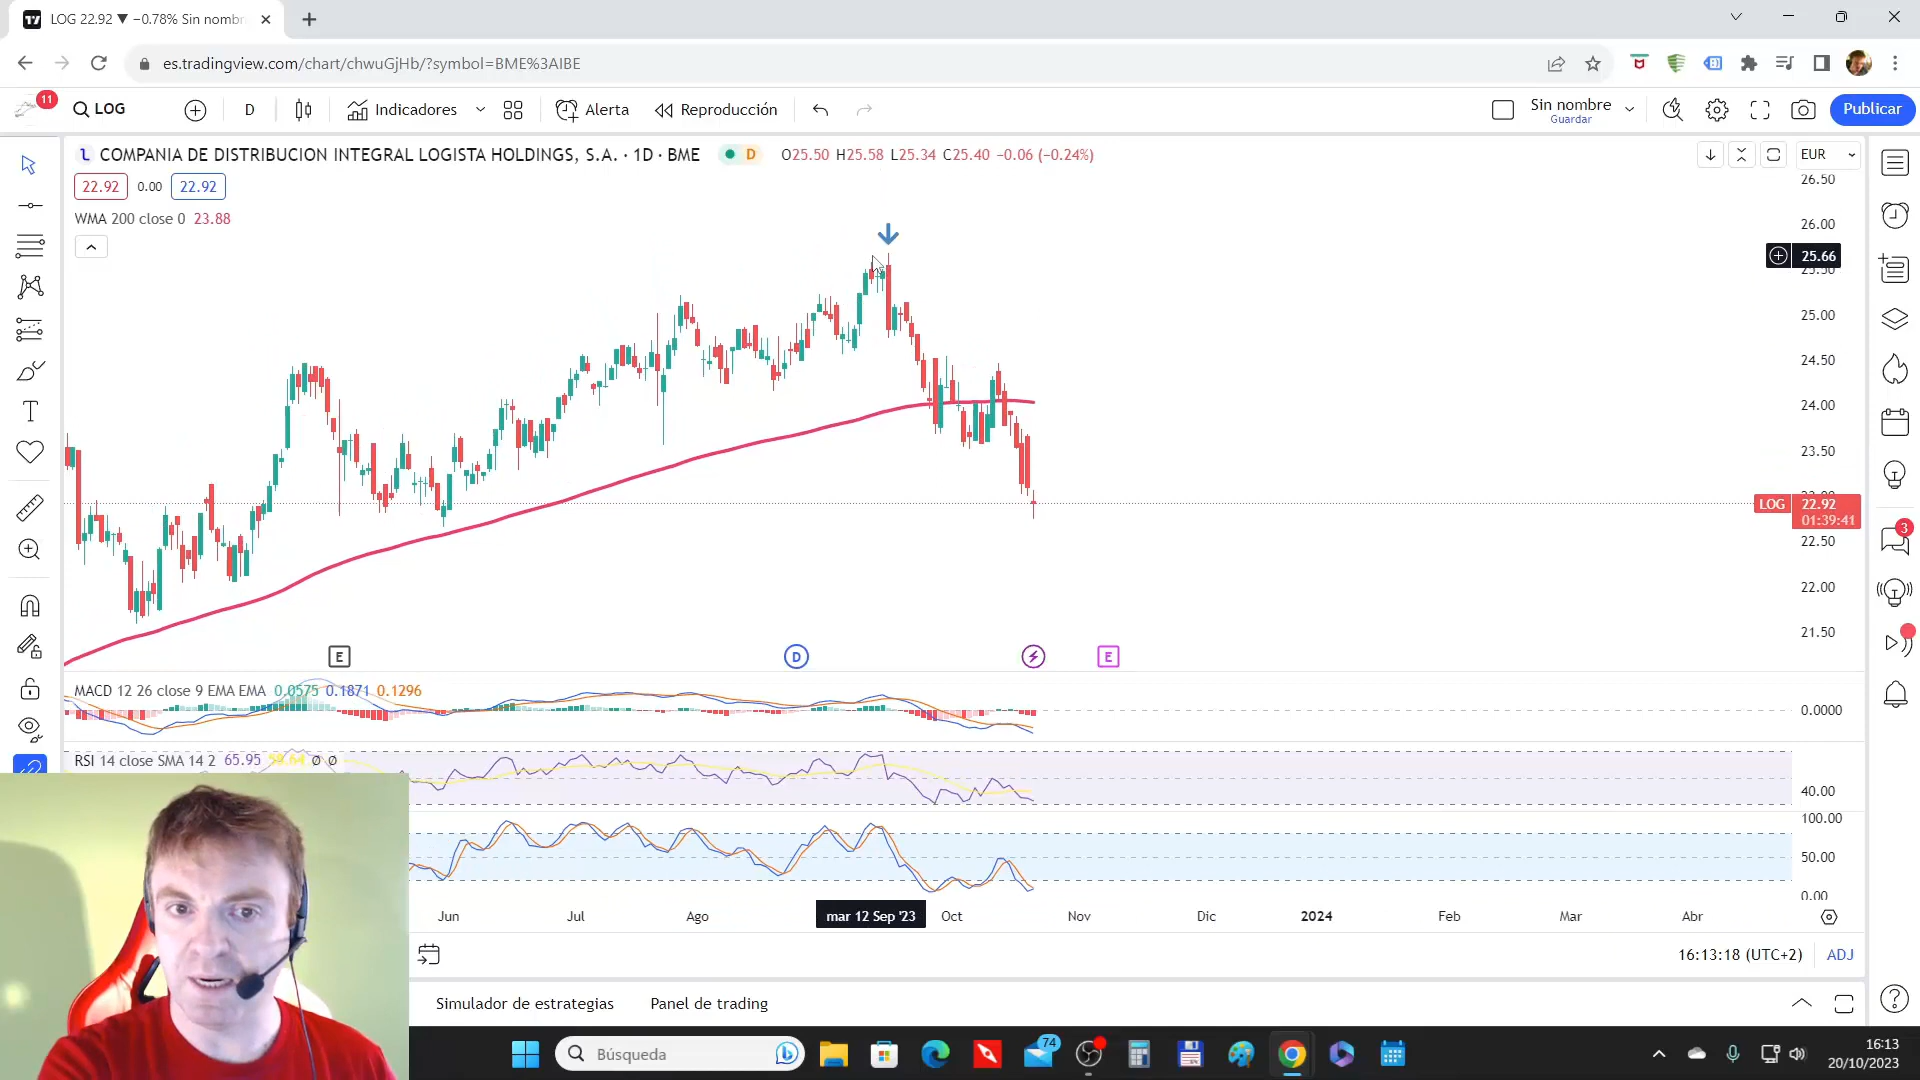 LOG 22.92 ▼ −0.78% Sin nombr
es.tradingview.com/chart/chwuGjHb/?symbol=BME%3AIBE
11
LOG
D
Indicadores
Alerta
Reproducción
Sin nombre
Guardar
Publicar
COMPANIA DE DISTRIBUCION INTEGRAL LOGISTA HOLDINGS, S.A. · 1D · BME
D
O25.50 H25.58 L25.34 C25.40 −0.06 (−0.24%)
EUR
22.92
0.00
22.92
WMA 200 close 0 23.88
26.50
26.00
25.66
25.50
25.00
24.50
24.00
23.50
LOG
22.92
01:39:41
22.50
22.00
21.50
3
E
D
E
MACD 12 26 close 9 EMA EMA 0.0575 0.1871 0.1296
0.0000
RSI 14 close SMA 14 2 65.95 Ø Ø
40.00
100.00
50.00
0.00
Jun
Jul
Ago
mar 12 Sep '23
Oct
Nov
Dic
2024
Feb
Mar
Abr
16:13:18 (UTC+2)
ADJ
Simulador de estrategias
Panel de trading
Búsqueda
74
16:13
20/10/2023